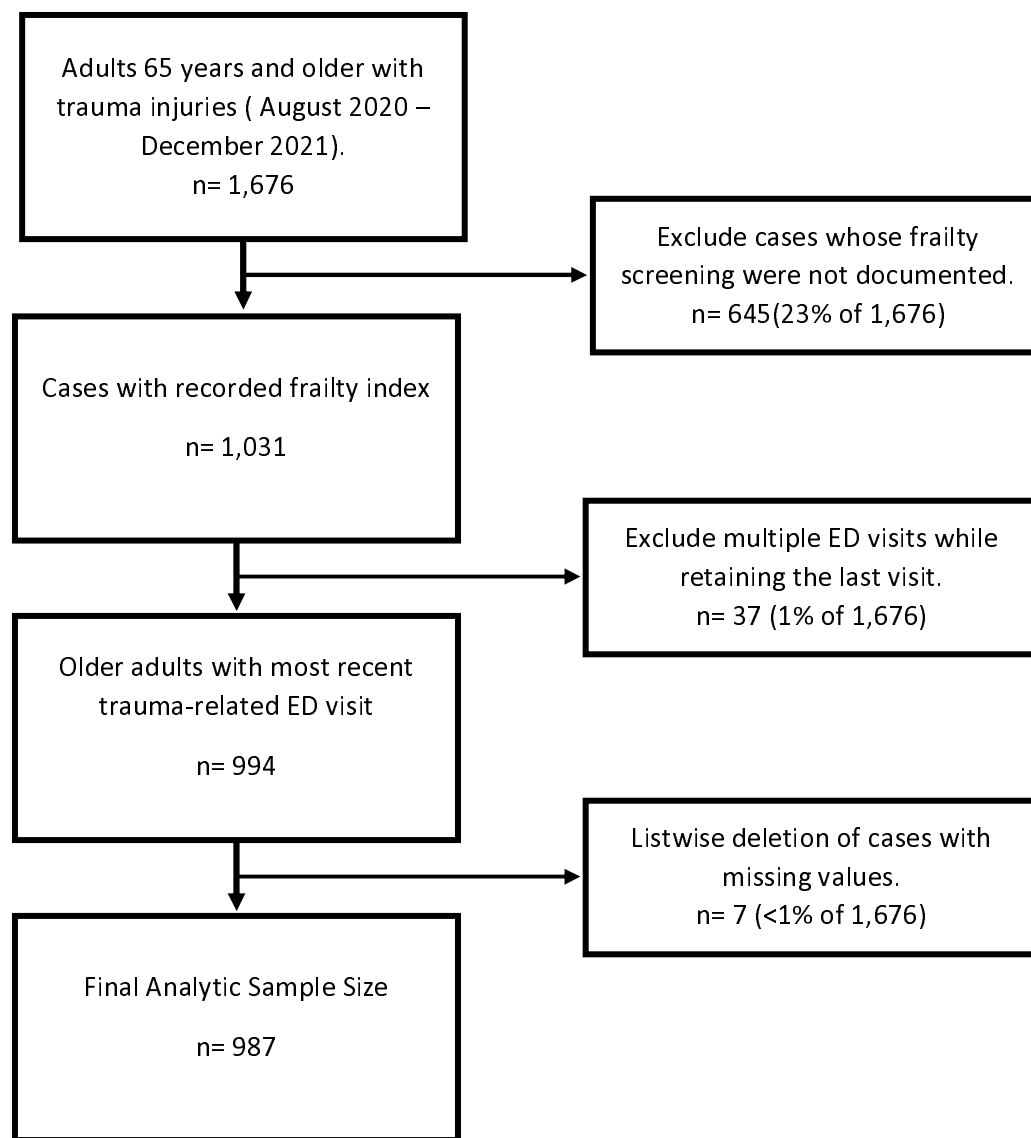 Adults 65 years and older with
trauma injuries ( August 2020 –
December 2021).
n= 1,676
Exclude cases whose frailty
screening were not documented.
n= 645(23% of 1,676)
Cases with recorded frailty index
n= 1,031
Exclude multiple ED visits while
retaining the last visit.
n= 37 (1% of 1,676)
Older adults with most recent
trauma-related ED visit
n= 994
Listwise deletion of cases with
missing values.
n= 7 (<1% of 1,676)
Final Analytic Sample Size
n= 987